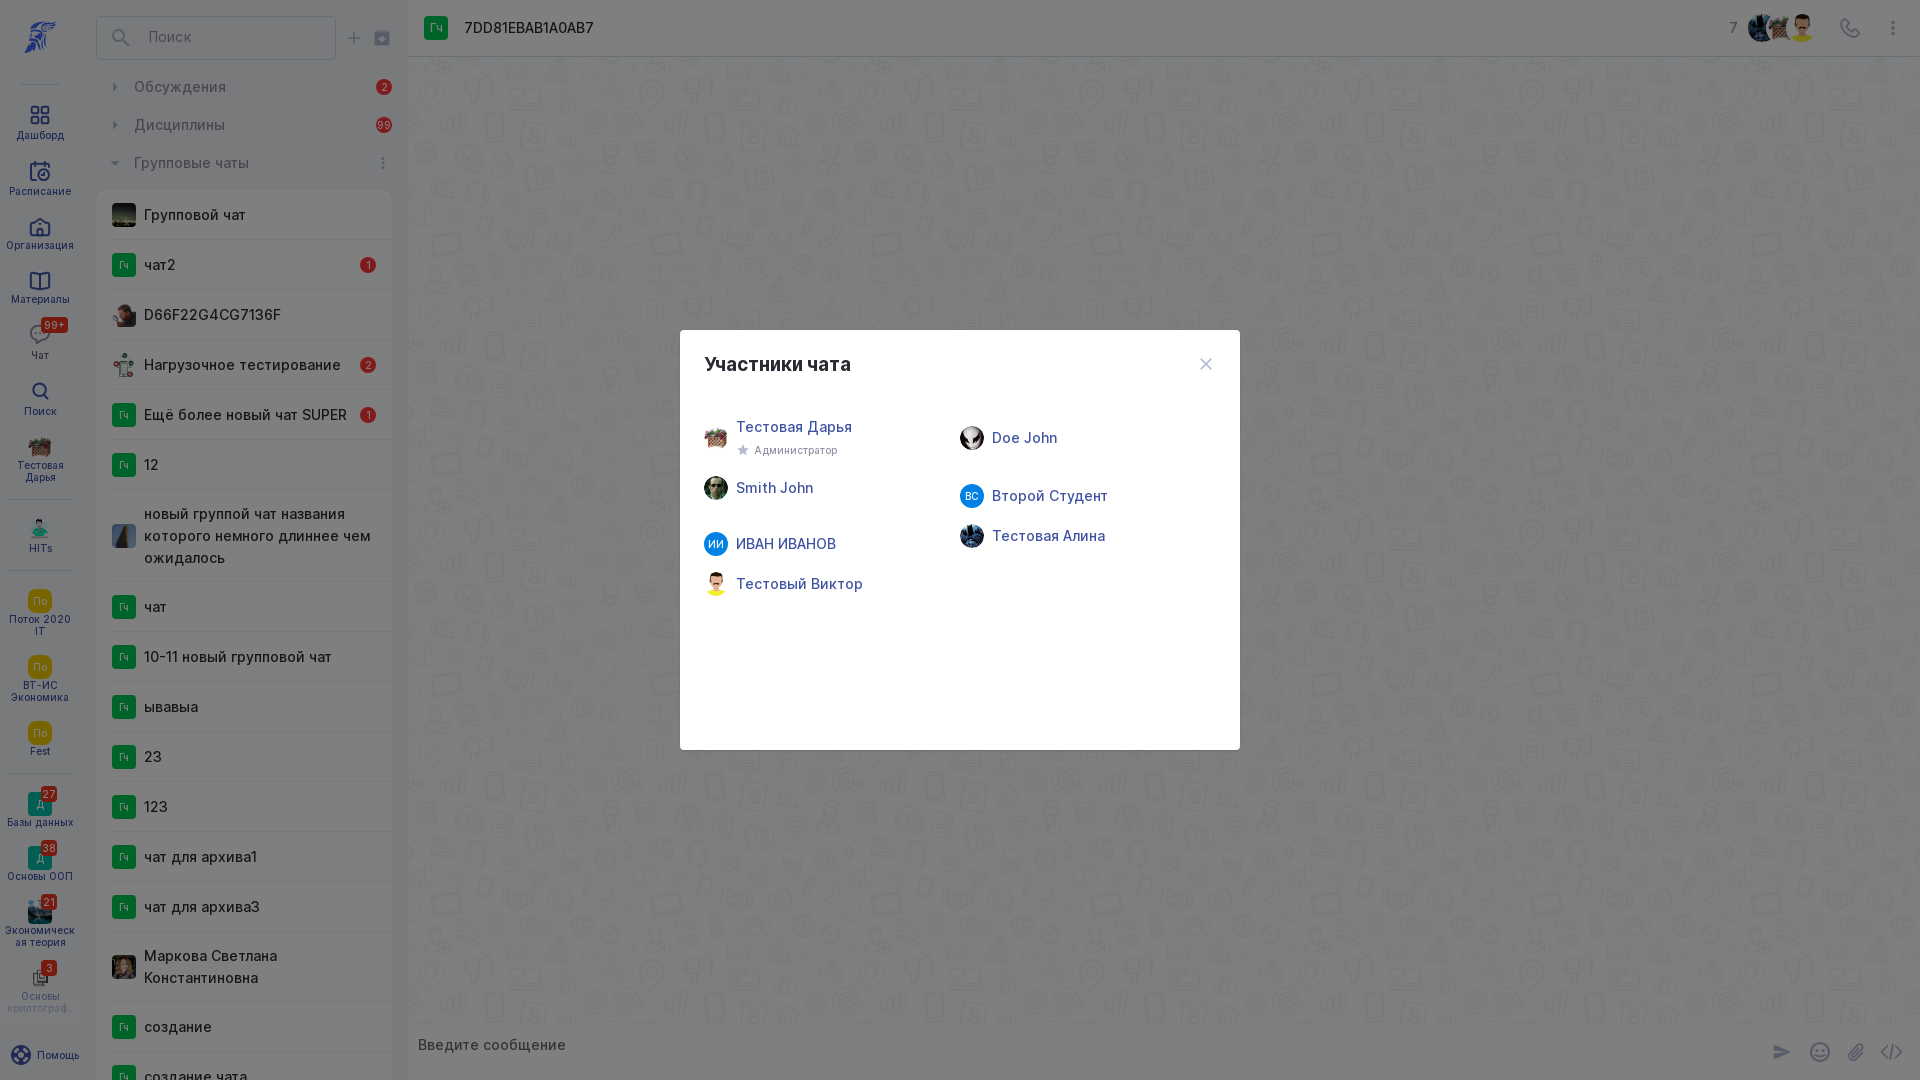 Дашборд
Расписание
Организация
Материалы
99+
Чат
Поиск
Тестовая
Дарья
HITs
По
Поток 2020
IT
По
ВТ-ИС
Экономика
По
Fest
27
Д
Базы данных
38
Д
Основы ООП
21
Экономическ
ая теория
3
Основы
криптограф...
Помощь
Поиск
Обсуждения
2
Дисциплины
99
Групповые чаты
Групповой чат
Гч
чат2
1
D66F22G4CG7136F
Нагрузочное тестирование
2
Гч
Ещё более новый чат SUPER
1
Гч
12
новый группой чат названия
которого немного длиннее чем
ожидалось
Гч
чат
Гч
10-11 новый групповой чат
Гч
ывавыа
Гч
23
Гч
123
Гч
чат для архива1
Гч
чат для архива3
Маркова Светлана
Константиновна
Гч
создание
Гч
создание чата
Гч
7DD81EBAB1A0AB7
7
Участники чата
Тестовая Дарья
Администратор
Doe John
Smith John
ВС
Второй Студент
ИИ
ИВАН ИВАНОВ
Тестовая Алина
Тестовый Виктор
Введите сообщение